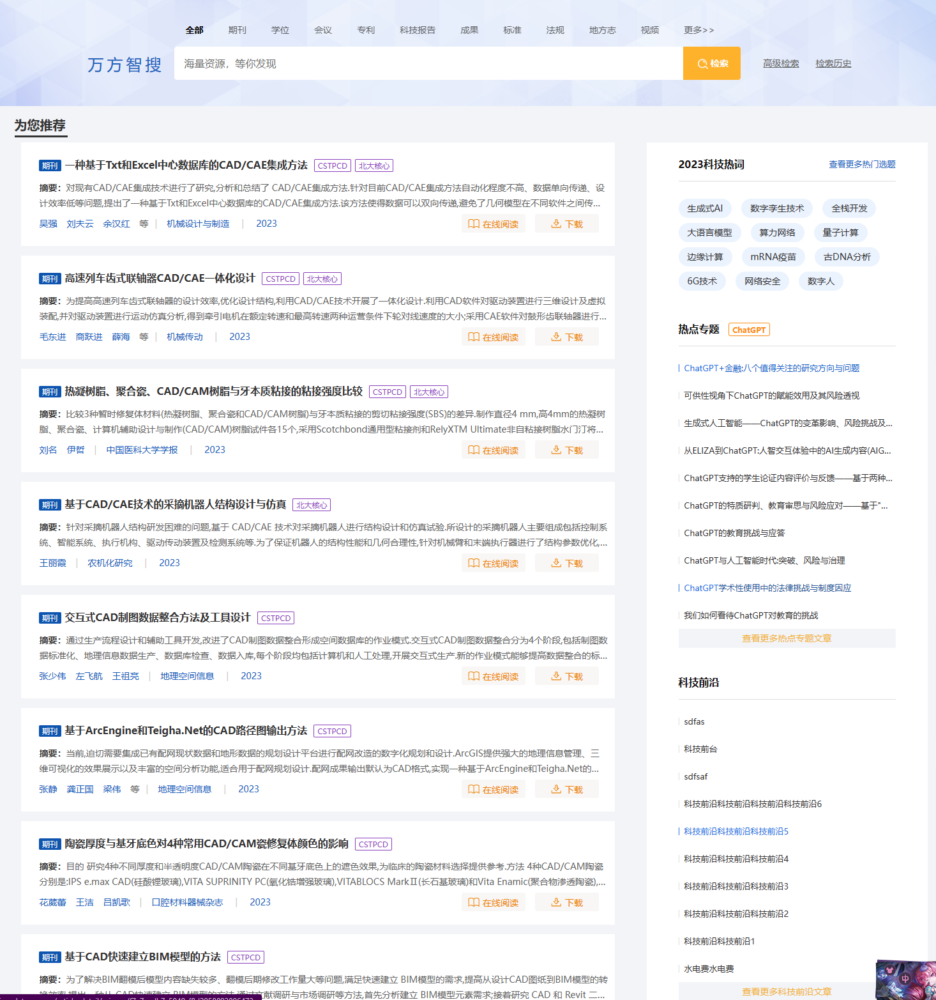 全部 期刊 学位 会议 专利 科技报告 成果 标准 法规 地方志 视频 更多>>
万方智搜 海量资源，等你发现 检索 高级检索 检索历史
为您推荐
期刊 一种基于Txt和Excel中心数据库的CAD/CAE集成方法 CSTPCD 北大核心
摘要：对现有CAD/CAE集成技术进行了研究,分析和总结了 CAD/CAE集成方法.针对目前CAD/CAE集成方法自动化程度不高、数据单向传递、设
计效率低等问题,提出了一种基于Txt和Excel中心数据库的CAD/CAE集成方法.该方法使得数据可以双向传递,避免了几何模型在不同软件之间传...
吴强 刘夫云 余汉红 等 | 机械设计与制造 | 2023 在线阅读 下载
期刊 高速列车齿式联轴器CAD/CAE一体化设计 CSTPCD 北大核心
摘要：为提高高速列车齿式联轴器的设计效率,优化设计结构,利用CAD/CAE技术开展了一体化设计.利用CAD软件对驱动装置进行三维设计及虚拟
装配,并对驱动装置进行运动仿真分析,得到牵引电机在额定转速和最高转速两种运营条件下轮对线速度的大小;采用CAE软件对鼓形齿联轴器进行...
毛东进 商跃进 薛海 等 | 机械传动 | 2023 在线阅读 下载
期刊 热凝树脂、聚合瓷、CAD/CAM树脂与牙本质粘接的粘接强度比较 CSTPCD 北大核心
摘要：比较3种暂时修复体材料(热凝树脂、聚合瓷和CAD/CAM树脂)与牙本质粘接的剪切粘接强度(SBS)的差异.制作直径4 mm,高4mm的热凝树
脂、聚合瓷、计算机辅助设计与制作(CAD/CAM)树脂试件各15个,采用Scotchbond通用型粘接剂和RelyXTM Ultimate非自粘接树脂水门汀将...
刘名 伊哲 | 中国医科大学学报 | 2023 在线阅读 下载
期刊 基于CAD/CAE技术的采摘机器人结构设计与仿真 北大核心
摘要：针对采摘机器人结构研发困难的问题,基于 CAD/CAE 技术对采摘机器人进行结构设计和仿真试验.所设计的采摘机器人主要组成包括控制系
统、智能系统、执行机构、驱动传动装置及检测系统等.为了保证机器人的结构性能和几何合理性,针对机械臂和末端执行器进行了结构参数优化,...
王丽霞 | 农机化研究 | 2023 在线阅读 下载
期刊 交互式CAD制图数据整合方法及工具设计 CSTPCD
摘要：通过生产流程设计和辅助工具开发,改进了CAD制图数据整合形成空间数据库的作业模式.交互式CAD制图数据整合分为4个阶段,包括制图数
据标准化、地理信息数据生产、数据库检查、数据入库,每个阶段均包括计算机和人工处理,开展交互式生产.新的作业模式能够提高数据整合的标...
张少伟 左飞航 王祖亮 | 地理空间信息 | 2023 在线阅读 下载
期刊 基于ArcEngine和Teigha.Net的CAD路径图输出方法 CSTPCD
摘要：当前,迫切需要集成已有配网现状数据和地形数据的规划设计平台进行配网改造的数字化规划和设计.ArcGIS提供强大的地理信息管理、三
维可视化的效果展示以及丰富的空间分析功能,适合用于配网规划设计.配网成果输出默认为CAD格式,实现一种基于ArcEngine和Teigha.Net的...
张静 龚正国 梁伟 等 | 地理空间信息 | 2023 在线阅读 下载
期刊 陶瓷厚度与基牙底色对4种常用CAD/CAM瓷修复体颜色的影响 CSTPCD
摘要：目的 研究4种不同厚度和半透明度CAD/CAM陶瓷在不同基牙底色上的遮色效果,为临床的陶瓷材料选择提供参考.方法 4种CAD/CAM陶瓷
分别是:IPS e.max CAD(硅酸锂玻璃),VITA SUPRINITY PC(氧化锆增强玻璃),VITABLOCS MarkⅡ(长石基玻璃)和Vita Enamic(聚合物渗透陶瓷),...
花葳蕾 王洁 吕凯歌 | 口腔材料器械杂志 | 2023 在线阅读 下载
期刊 基于CAD快速建立BIM模型的方法 CSTPCD
摘要：为了解决BIM翻模后模型内容缺失较多、翻模后期修改工作量大等问题,满足快速建立 BIM模型的需求,提高从设计CAD图纸到BIM模型的转
文献调研与市场调研等方法,首先分析建立 BIM模型元素需求;接着研究 CAD 和 Revit 二...
2023科技热词 查看更多热门选题
生成式AI 数字孪生技术 全栈开发
大语言模型 算力网络 量子计算
边缘计算 mRNA疫苗 古DNA分析
6G技术 网络安全 数字人
热点专题 ChatGPT
ChatGPT+金融:八个值得关注的研究方向与问题
可供性视角下ChatGPT的赋能效用及其风险透视
生成式人工智能——ChatGPT的变革影响、风险挑战及...
从ELIZA到ChatGPT:人智交互体验中的AI生成内容(AIG...
ChatGPT支持的学生论证内容评价与反馈——基于两种...
ChatGPT的特质研判、教育审思与风险应对——基于"...
ChatGPT的教育挑战与应答
ChatGPT与人工智能时代:突破、风险与治理
ChatGPT学术性使用中的法律挑战与制度因应
我们如何看待ChatGPT对教育的挑战
查看更多热点专题文章
科技前沿
sdfas
科技前台
sdfsaf
科技前沿科技前沿科技前沿科技前沿6
科技前沿科技前沿科技前沿5
科技前沿科技前沿科技前沿4
科技前沿科技前沿科技前沿3
科技前沿科技前沿科技前沿2
科技前沿科技前沿1
水电费水电费
查看更多科技前沿文章
中